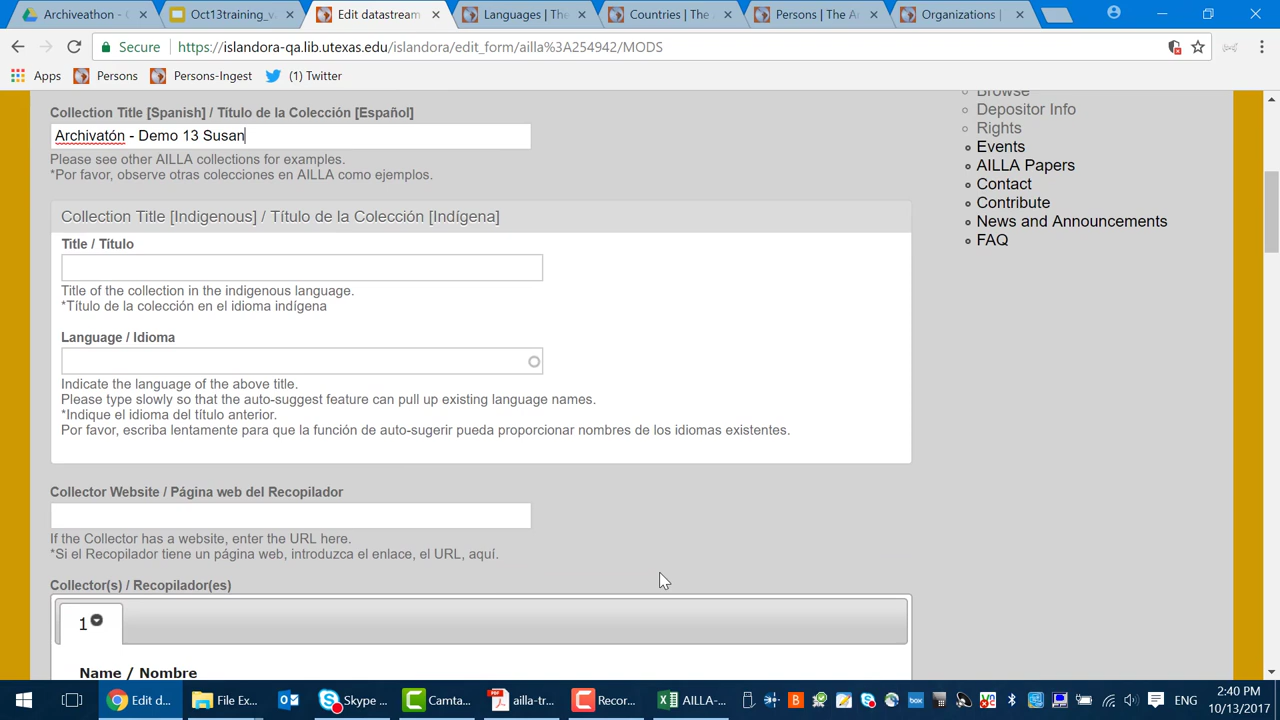 Archiveathon - G
Oct13training_v
Edit datastream
Languages | The
Countries | The
Persons | The A
Organizations |
Secure
https://islandora-qa.lib.utexas.edu/islandora/edit_form/ailla%3A254942/MODS
Apps
Persons
Persons-Ingest
(1) Twitter
Collection Title [Spanish] / Título de la Colección [Español]
Archivatón - Demo 13 Susan
Please see other AILLA collections for examples.
*Por favor, observe otras colecciones en AILLA como ejemplos.
Collection Title [Indigenous] / Título de la Colección [Indígena]
Title / Título
Title of the collection in the indigenous language.
*Título de la colección en el idioma indígena
Language / Idioma
Indicate the language of the above title.
Please type slowly so that the auto-suggest feature can pull up existing language names.
*Indique el idioma del título anterior.
Por favor, escriba lentamente para que la función de auto-sugerir pueda proporcionar nombres de los idiomas existentes.
Collector Website / Página web del Recopilador
If the Collector has a website, enter the URL here.
*Si el Recopilador tiene un página web, introduzca el enlace, el URL, aquí.
Collector(s) / Recopilador(es)
1
Name / Nombre
Browse
Depositor Info
Rights
Events
AILLA Papers
Contact
Contribute
News and Announcements
FAQ
Edit d...
File Ex...
Skype ...
Camta...
ailla-tr...
Recor...
AILLA-...
ENG
2:40 PM
10/13/2017